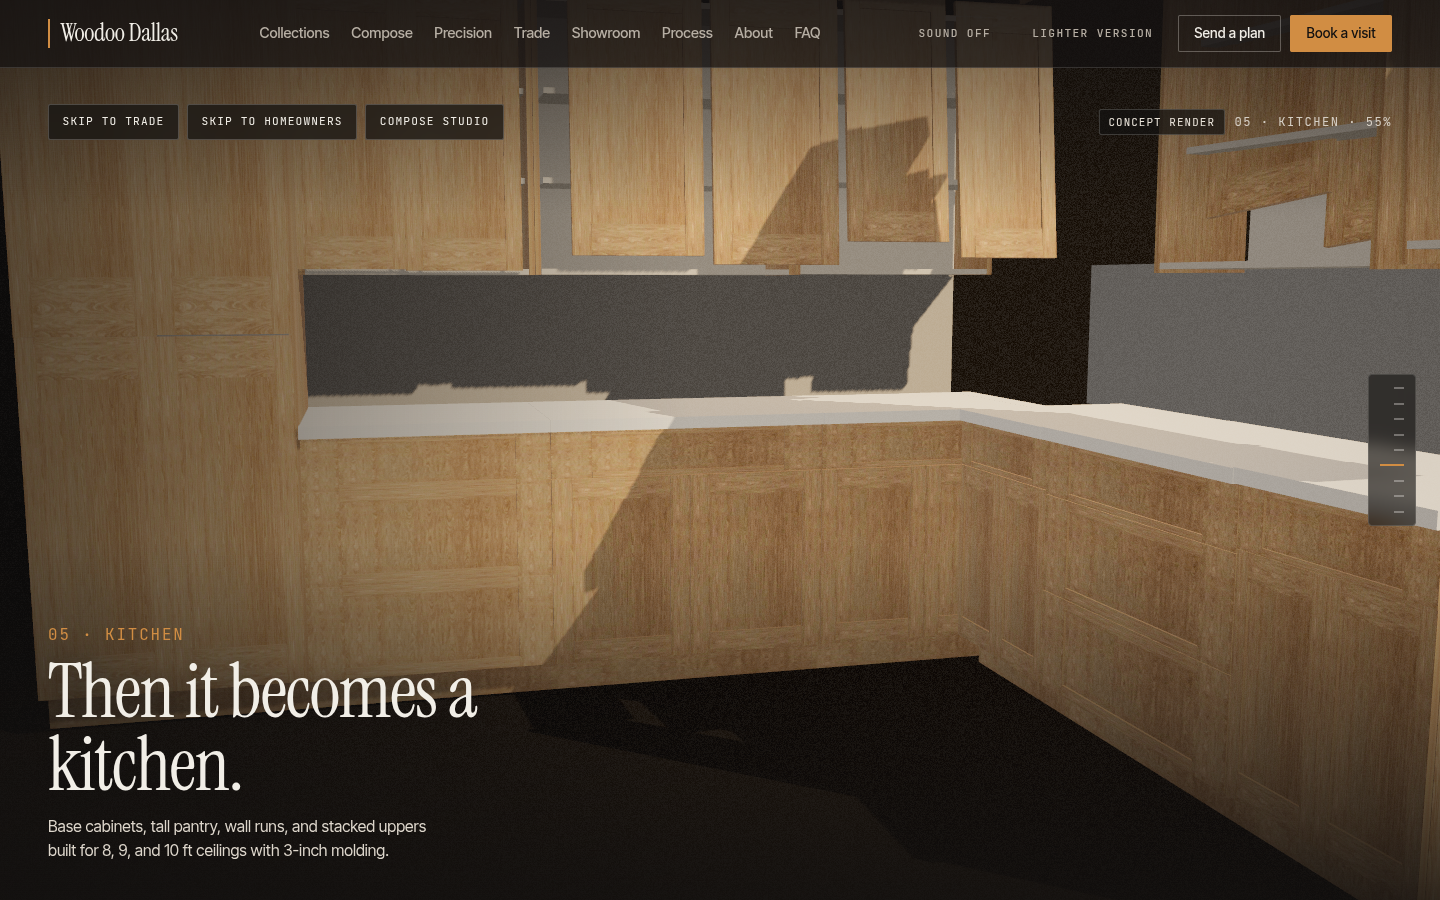 Woodoo Dallas
Collections Compose Precision Trade Showroom Process About FAQ SOUND OFF LIGHTER VERSION Send a plan Book a visit
SKIP TO TRADE SKIP TO HOMEOWNERS COMPOSE STUDIO CONCEPT RENDER 05 · KITCHEN · 55%
05 · KITCHEN
Then it becomes a
kitchen.
Base cabinets, tall pantry, wall runs, and stacked uppers
built for 8, 9, and 10 ft ceilings with 3-inch molding.